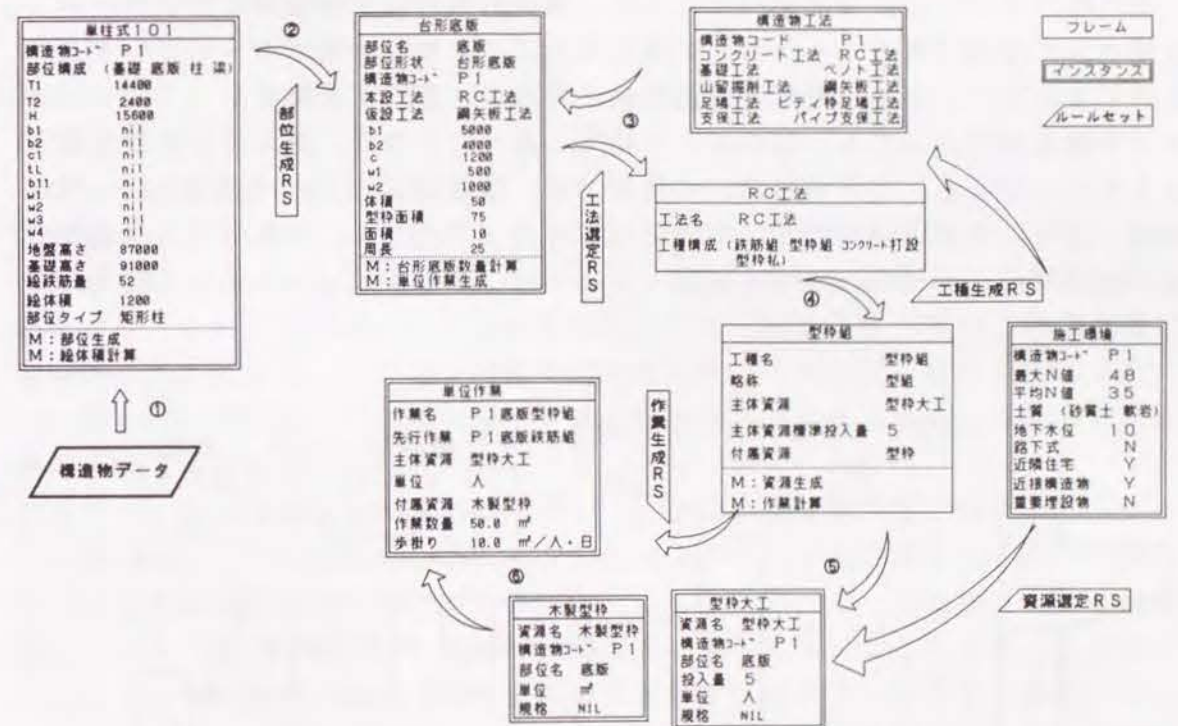 単柱式101
構造物コード P1
部位構成 (基礎 底版 柱 梁)
T1 14400
T2 2400
H 15600
b1 nil
b2 nil
c1 nil
tL nil
b11 nil
w1 nil
w2 nil
w3 nil
w4 nil
地盤高さ 87000
基礎高さ 91000
総鉄筋量 52
総体積 1200
部位タイプ 矩形柱
M:部位生成
M:総体積計算
①
構造物データ
②
部位生成RS
台形底版
部位名 底版
部位形状 台形底版
構造物コード P1
本設工法 RC工法
仮設工法 鋼矢板工法
b1 5000
b2 4000
c 1200
w1 500
w2 1000
体積 50
型枠面積 75
面積 10
周長 25
M:台形底版数量計算
M:単位作業生成
③
工法選定RS
構造物工法
構造物コード P1
コンクリート工法 RC工法
基礎工法 ベノト工法
山留掘削工法 鋼矢板工法
足場工法 ビティ枠足場工法
支保工法 パイプ支保工法
フレーム
インスタンス
ルールセット
RC工法
工法名 RC工法
工種構成 (鉄筋組 型枠組 コンクリート打設
型枠払)
④
工種生成RS
型枠組
工種名 型枠組
略称 型組
主体資源 型枠大工
主体資源標準投入量 5
付属資源 型枠
M:資源生成
M:作業計算
施工環境
構造物コード P1
最大N値 48
平均N値 35
土質 (砂質土 軟岩)
地下水位 10
路下式 N
近隣住宅 Y
近接構造物 Y
重要埋設物 N
作業生成RS
単位作業
作業名 P1底版型枠組
先行作業 P1底版鉄筋組
主体資源 型枠大工
単位 人
付属資源 木製型枠
作業数量 50.0 ㎡
歩掛り 10.0 ㎡/人・日
⑤
資源選定RS
⑥
木製型枠
資源名 木製型枠
構造物コード P1
部位名 底版
単位 ㎡
規格 NIL
型枠大工
資源名 型枠大工
構造物コード P1
部位名 底版
投入量 5
単位 人
規格 NIL